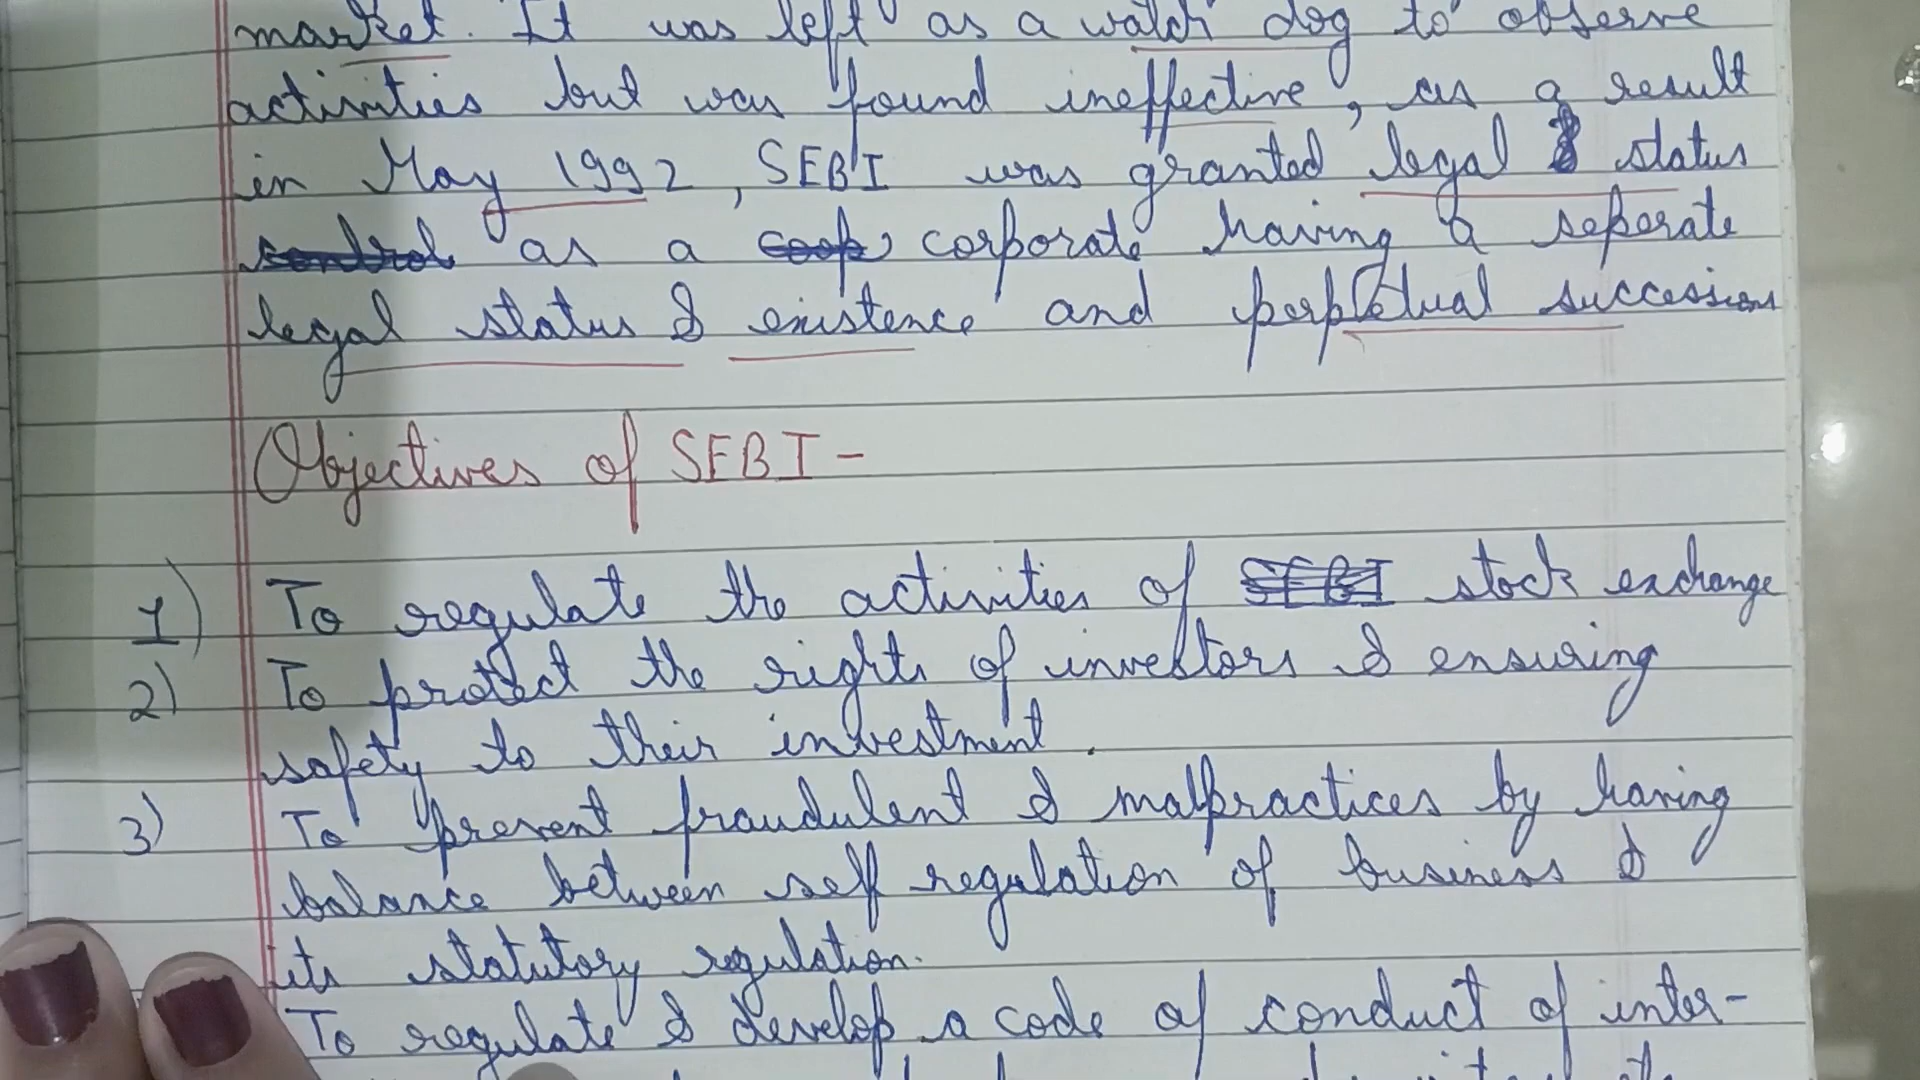 market. It was left as a watch dog to observe
activities but was found ineffective, as a result
in May 1992, SEBI was granted legal status
as a corporate having a seperate
legal status & existence and perpetual succession
Objectives of SEBI -
1) To regulate the activities of SEBI stock exchange
2) To protect the rights of investors & ensuring
safety to their investment.
3) To prevent fraudulent & malpractices by having
balance between self regulation of business &
its statutory regulation.
To regulate & develop a code of conduct of inter-